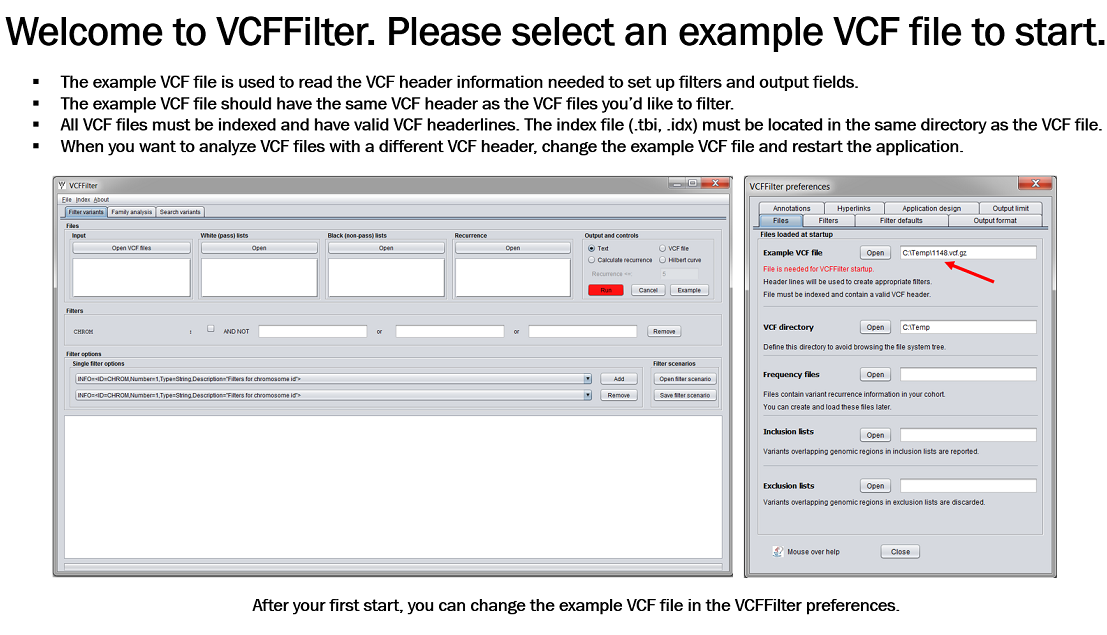 Welcome to VCFFilter. Please select an example VCF file to start.
▪ The example VCF file is used to read the VCF header information needed to set up filters and output fields.
▪ The example VCF file should have the same VCF header as the VCF files you'd like to filter.
▪ All VCF files must be indexed and have valid VCF headerlines. The index file (.tbi, .idx) must be located in the same directory as the VCF file.
▪ When you want to analyze VCF files with a different VCF header, change the example VCF file and restart the application.
VCFFilter
File Index About
Filter variants Family analysis Search variants
Files
Input White (pass) lists Black (non-pass) lists Recurrence Output and controls
Open VCF files Open Open Open Text VCF file
Calculate recurrence Hilbert curve
Recurrence <=: 5
Run Cancel Example
Filters
CHROM : AND NOT or or Remove
Filter options
Single filter options Filter scenarios
INFO=<ID=CHROM,Number=1,Type=String,Description="Filters for chromosome id"> Add Open filter scenario
INFO=<ID=CHROM,Number=1,Type=String,Description="Filters for chromosome id"> Remove Save filter scenario
VCFFilter preferences
Annotations Hyperlinks Application design Output limit
Files Filters Filter defaults Output format
Files loaded at startup
Example VCF file Open C:\Temp\1148.vcf.gz
File is needed for VCFFilter startup.
Header lines will be used to create appropriate filters.
File must be indexed and contain a valid VCF header.
VCF directory Open C:\Temp
Define this directory to avoid browsing the file system tree.
Frequency files Open
Files contain variant recurrence information in your cohort.
You can create and load these files later.
Inclusion lists Open
Variants overlapping genomic regions in inclusion lists are reported.
Exclusion lists Open
Variants overlapping genomic regions in exclusion lists are discarded.
Mouse over help Close
After your first start, you can change the example VCF file in the VCFFilter preferences.